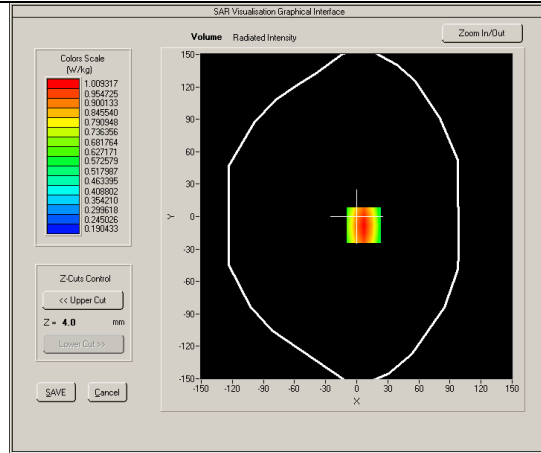 SAR Visualisation Graphical Interface
Volume Radiated Intensity
Zoom In/Out
Colors Scale
(W/kg)
1.009317
0.954725
0.900133
0.845540
0.790948
0.736356
0.681764
0.627171
0.572579
0.517987
0.463395
0.408802
0.354210
0.299618
0.245026
0.190433
Z-Cuts Control
<< Upper Cut
Z = 4.0 mm
Lower Cut >>
SAVE Cancel
150-
120-
90-
60-
30-
0-
-30-
-60-
-90-
-120-
-150-
Y
-150 -120 -90 -60 -30 0 30 60 90 120 150
X